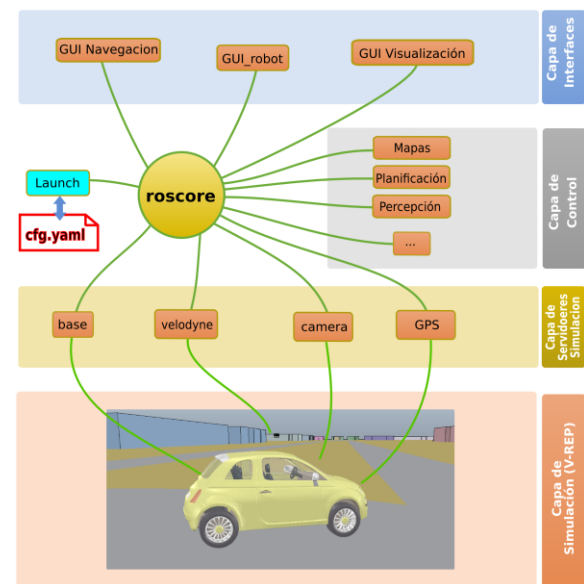 GUI Navegacion
GUI_robot
GUI Visualización
Capa de
Interfaces
Launch
cfg.yaml
roscore
Mapas
Planificación
Percepción
...
Capa de
Control
base
velodyne
camera
GPS
Capa de
Servidoeres
Simulacion
Capa de
Simulación (V-REP)